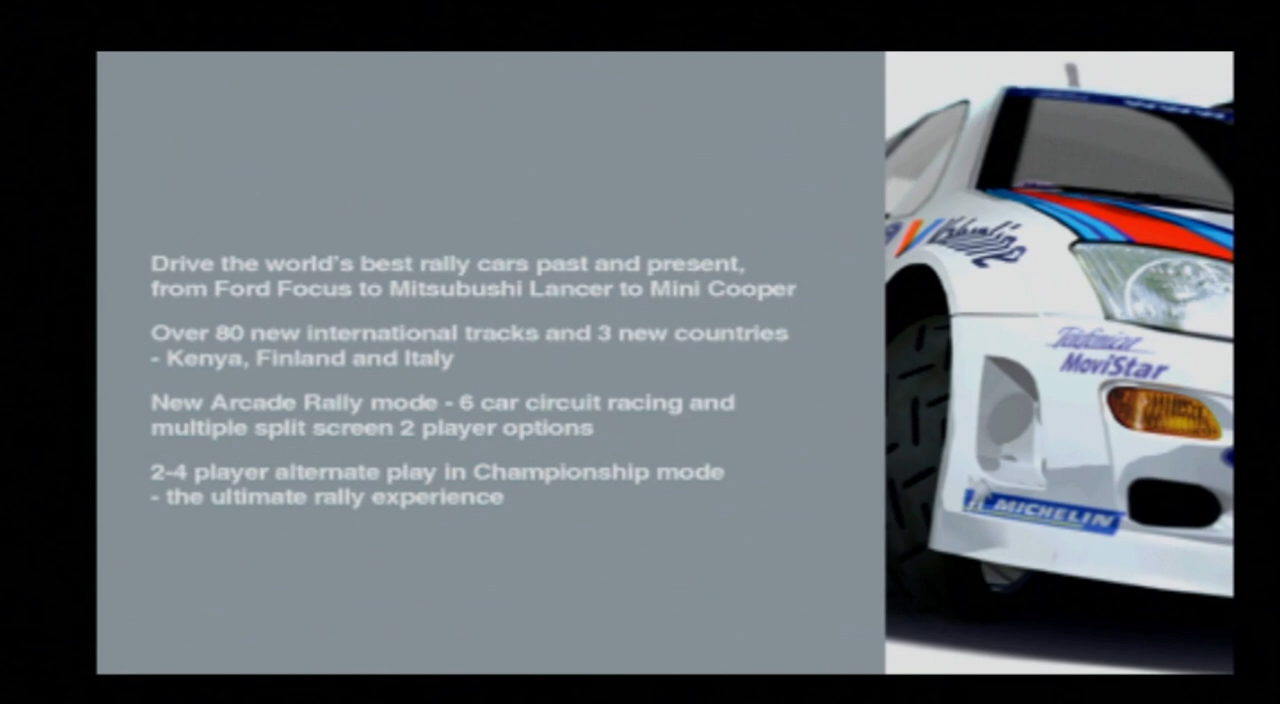 Drive the world's best rally cars past and present,
from Ford Focus to Mitsubushi Lancer to Mini Cooper
Over 80 new international tracks and 3 new countries
- Kenya, Finland and Italy
New Arcade Rally mode - 6 car circuit racing and
multiple split screen 2 player options
2-4 player alternate play in Championship mode
- the ultimate rally experience
Telefonica
MoviStar
MICHELIN